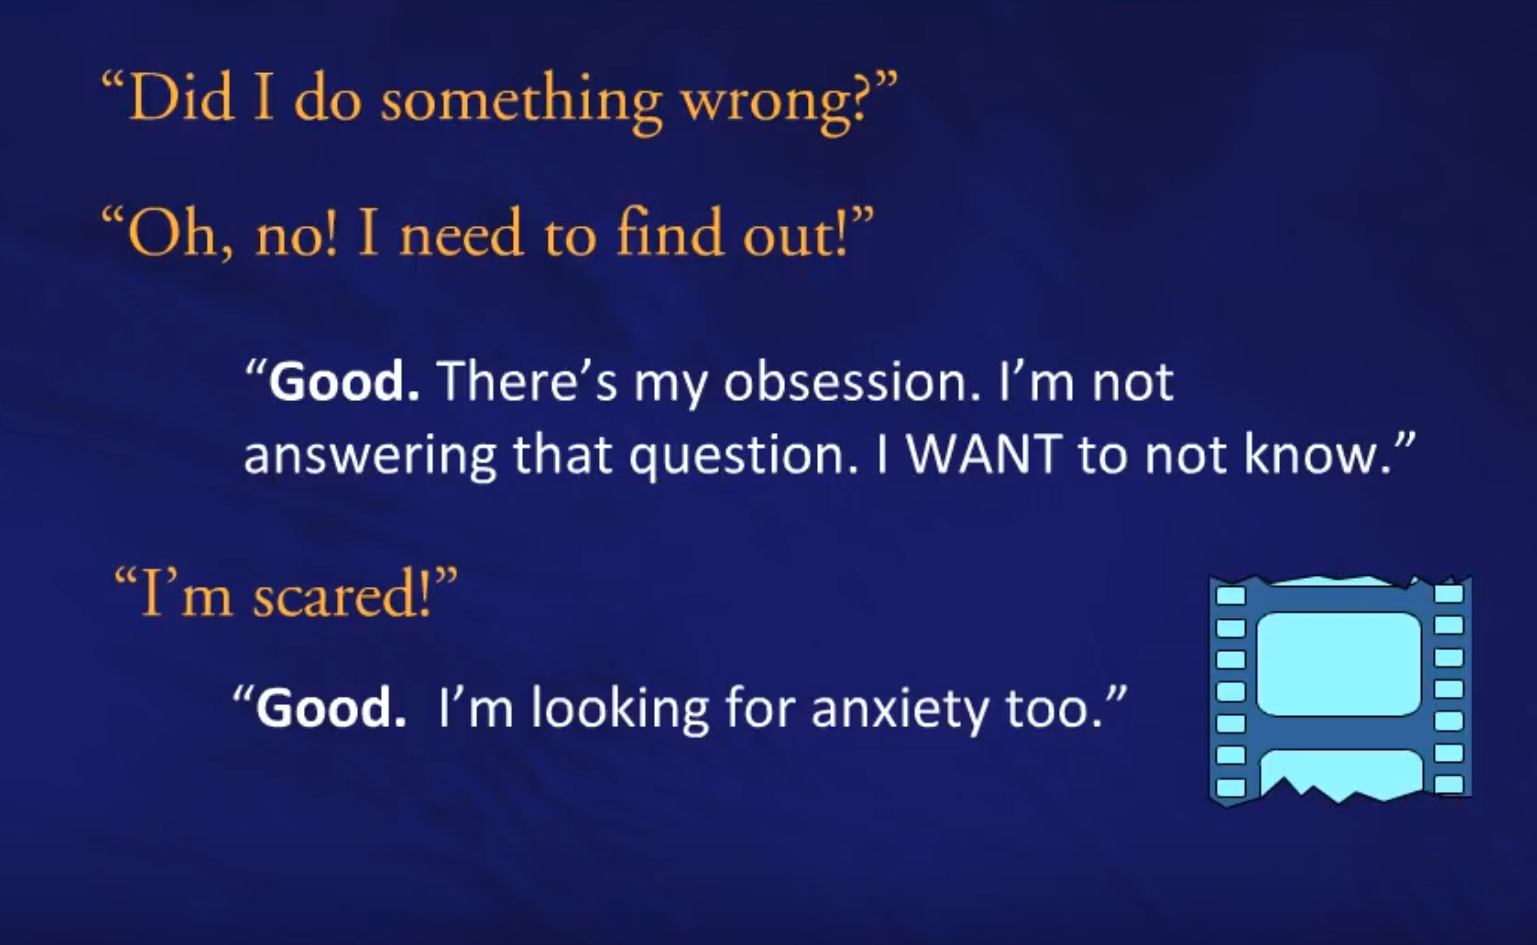 “Did I do something wrong?”
“Oh, no! I need to find out!”
“Good. There’s my obsession. I’m not
answering that question. I WANT to not know.”
“I’m scared!”
“Good. I’m looking for anxiety too.”